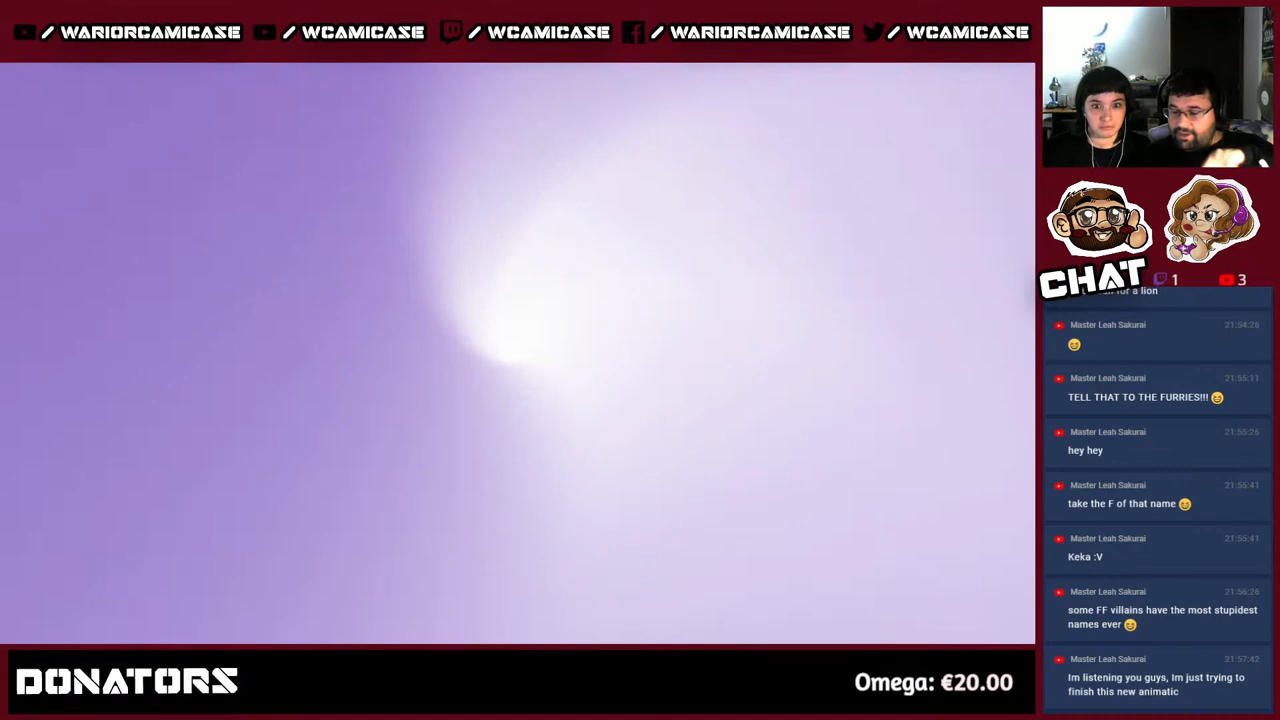 / WARIORCAMICASE / WCAMICASE / WCAMICASE / WARIORCAMICASE / WCAMICASE
CHAT 1 3
for a lion
Master Leah Sakurai 21:54:26
😆
Master Leah Sakurai 21:55:11
TELL THAT TO THE FURRIES!!! 😆
Master Leah Sakurai 21:55:26
hey hey
Master Leah Sakurai 21:55:41
take the F of that name 😆
Master Leah Sakurai 21:55:41
Keka :V
Master Leah Sakurai 21:56:26
some FF villains have the most stupidest
names ever 😆
Master Leah Sakurai 21:57:42
Im listening you guys, Im just trying to
finish this new animatic
DONATORS Omega: €20.00